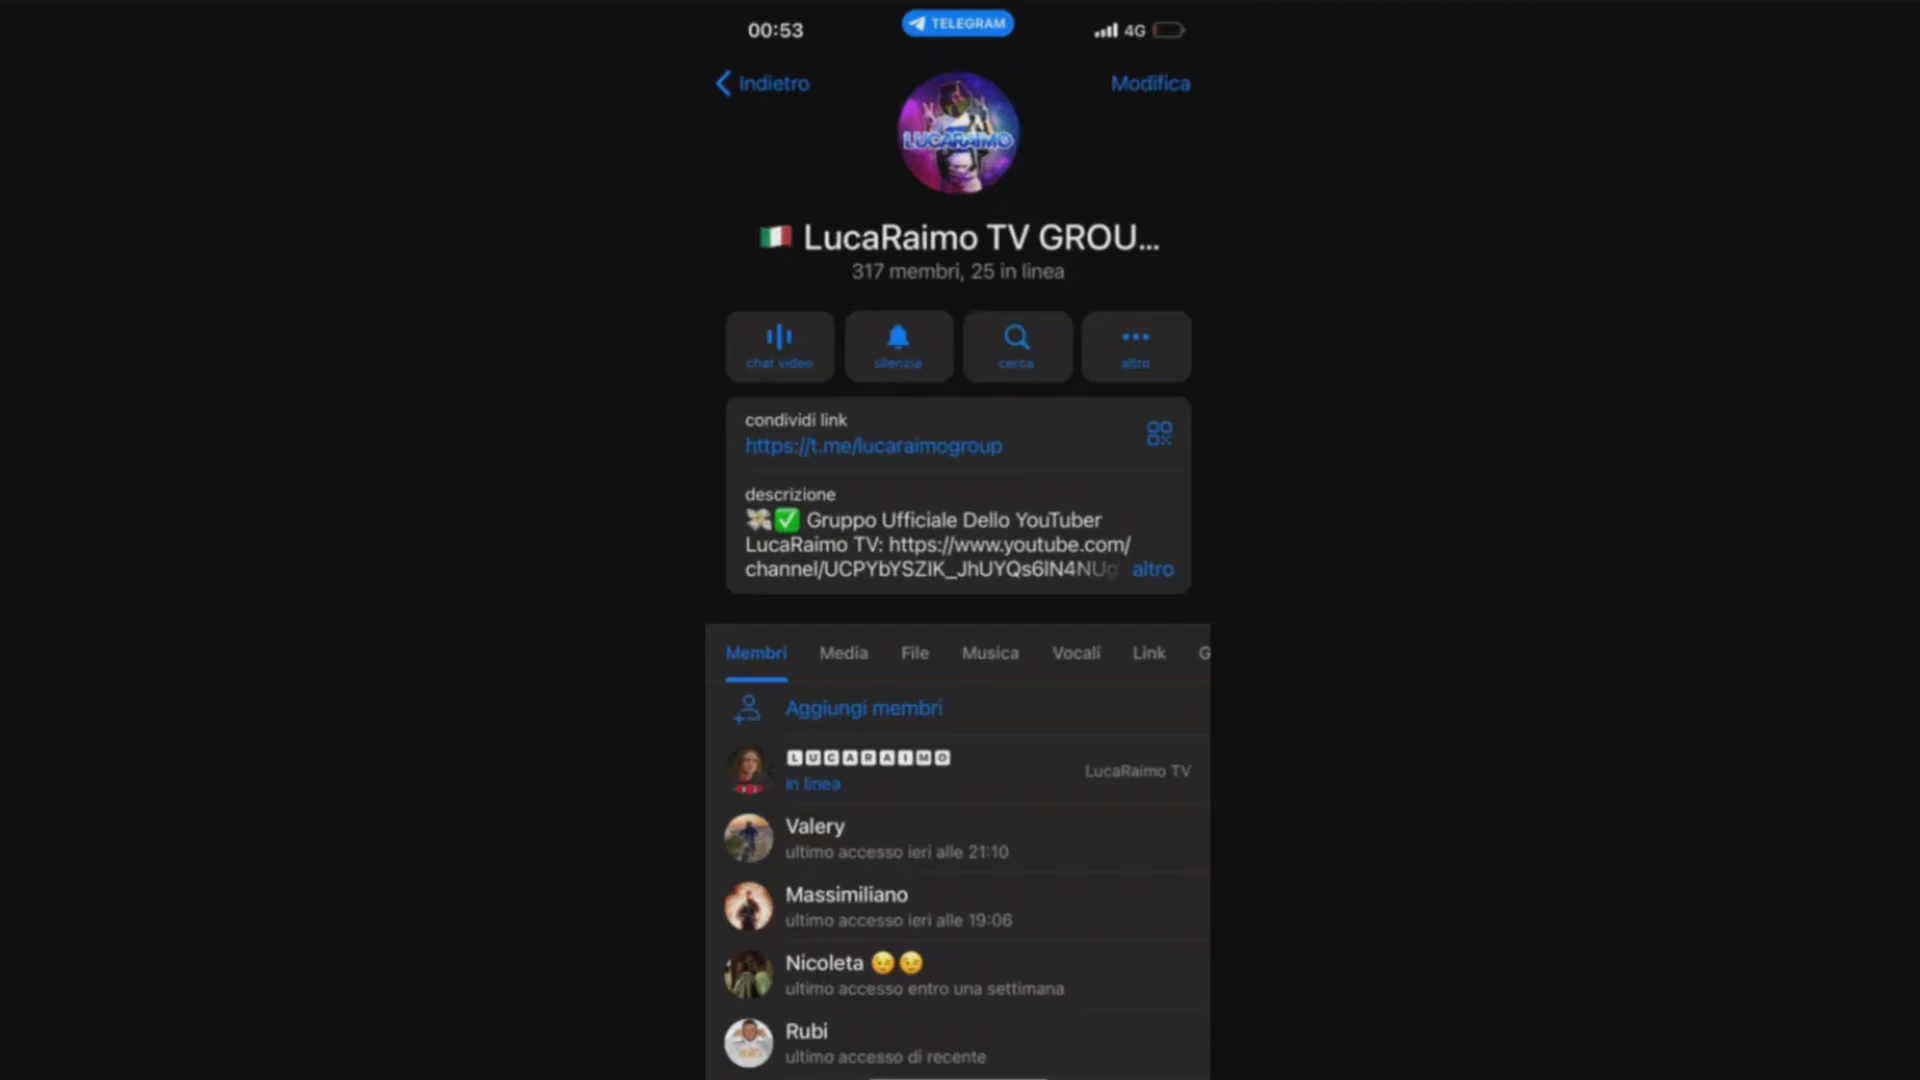 00:53
TELEGRAM
4G
Indietro
Modifica
LUCARAIMO
🇮🇹 LucaRaimo TV GROU...
317 membri, 25 in linea
chat video
silenzia
cerca
altro
condividi link
https://t.me/lucaraimogroup
descrizione
💸✅ Gruppo Ufficiale Dello YouTuber
LucaRaimo TV: https://www.youtube.com/
channel/UCPYbYSZIK_JhUYQs6IN4NUg altro
Membri Media File Musica Vocali Link G
Aggiungi membri
LUCARAIMO
in linea
LucaRaimo TV
Valery
ultimo accesso ieri alle 21:10
Massimiliano
ultimo accesso ieri alle 19:06
Nicoleta 😉😉
ultimo accesso entro una settimana
Rubi
ultimo accesso di recente